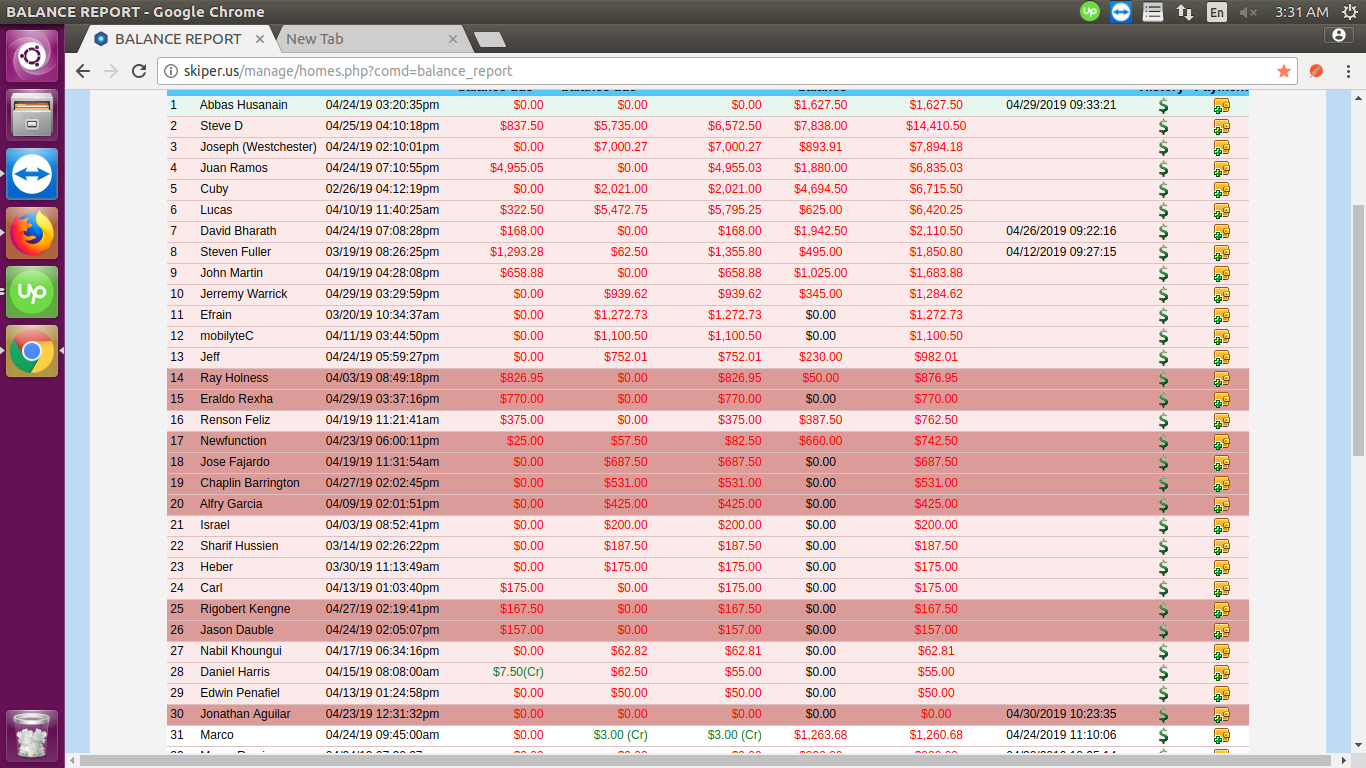 BALANCE REPORT - Google Chrome
En
3:31 AM
BALANCE REPORT
New Tab
skiper.us/manage/homes.php?comd=balance_report
1 Abbas Husanain 04/24/19 03:20:35pm $0.00 $0.00 $0.00 $1,627.50 $1,627.50 04/29/2019 09:33:21
2 Steve D 04/25/19 04:10:18pm $837.50 $5,735.00 $6,572.50 $7,838.00 $14,410.50
3 Joseph (Westchester) 04/24/19 02:10:01pm $0.00 $7,000.27 $7,000.27 $893.91 $7,894.18
4 Juan Ramos 04/24/19 07:10:55pm $4,955.05 $0.00 $4,955.03 $1,880.00 $6,835.03
5 Cuby 02/26/19 04:12:19pm $0.00 $2,021.00 $2,021.00 $4,694.50 $6,715.50
6 Lucas 04/10/19 11:40:25am $322.50 $5,472.75 $5,795.25 $625.00 $6,420.25
7 David Bharath 04/24/19 07:08:28pm $168.00 $0.00 $168.00 $1,942.50 $2,110.50 04/26/2019 09:22:16
8 Steven Fuller 03/19/19 08:26:25pm $1,293.28 $62.50 $1,355.80 $495.00 $1,850.80 04/12/2019 09:27:15
9 John Martin 04/19/19 04:28:08pm $658.88 $0.00 $658.88 $1,025.00 $1,683.88
10 Jerremy Warrick 04/29/19 03:29:59pm $0.00 $939.62 $939.62 $345.00 $1,284.62
11 Efrain 03/20/19 10:34:37am $0.00 $1,272.73 $1,272.73 $0.00 $1,272.73
12 mobilyteC 04/11/19 03:44:50pm $0.00 $1,100.50 $1,100.50 $0.00 $1,100.50
13 Jeff 04/24/19 05:59:27pm $0.00 $752.01 $752.01 $230.00 $982.01
14 Ray Holness 04/03/19 08:49:18pm $826.95 $0.00 $826.95 $50.00 $876.95
15 Eraldo Rexha 04/29/19 03:37:16pm $770.00 $0.00 $770.00 $0.00 $770.00
16 Renson Feliz 04/19/19 11:21:41am $375.00 $0.00 $375.00 $387.50 $762.50
17 Newfunction 04/23/19 06:00:11pm $25.00 $57.50 $82.50 $660.00 $742.50
18 Jose Fajardo 04/19/19 11:31:54am $0.00 $687.50 $687.50 $0.00 $687.50
19 Chaplin Barrington 04/27/19 02:02:45pm $0.00 $531.00 $531.00 $0.00 $531.00
20 Alfry Garcia 04/09/19 02:01:51pm $0.00 $425.00 $425.00 $0.00 $425.00
21 Israel 04/03/19 08:52:41pm $0.00 $200.00 $200.00 $0.00 $200.00
22 Sharif Hussien 03/14/19 02:26:22pm $0.00 $187.50 $187.50 $0.00 $187.50
23 Heber 03/30/19 11:13:49am $0.00 $175.00 $175.00 $0.00 $175.00
24 Carl 04/13/19 01:03:40pm $175.00 $0.00 $175.00 $0.00 $175.00
25 Rigobert Kengne 04/27/19 02:19:41pm $167.50 $0.00 $167.50 $0.00 $167.50
26 Jason Dauble 04/24/19 02:05:07pm $157.00 $0.00 $157.00 $0.00 $157.00
27 Nabil Khoungui 04/17/19 06:34:16pm $0.00 $62.82 $62.81 $0.00 $62.81
28 Daniel Harris 04/15/19 08:08:00am $7.50(Cr) $62.50 $55.00 $0.00 $55.00
29 Edwin Penafiel 04/13/19 01:24:58pm $0.00 $50.00 $50.00 $0.00 $50.00
30 Jonathan Aguilar 04/23/19 12:31:32pm $0.00 $0.00 $0.00 $0.00 $0.00 04/30/2019 10:23:35
31 Marco 04/24/19 09:45:00am $0.00 $3.00 (Cr) $3.00 (Cr) $1,263.68 $1,260.68 04/24/2019 11:10:06